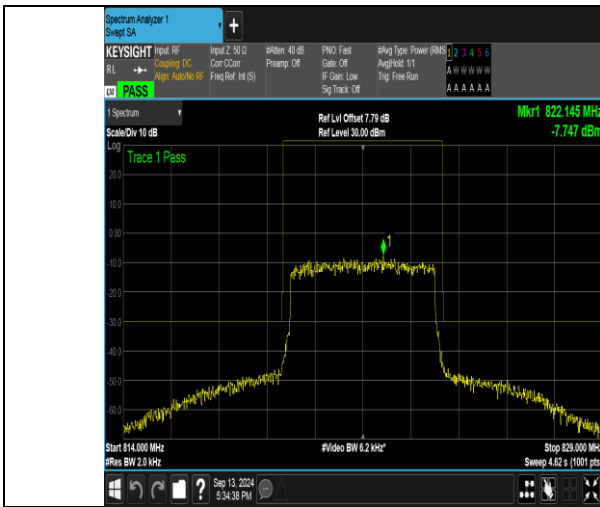 Spectrum Analyzer 1
Swept SA
KEYSIGHT Input: RF Input Z: 50 Ω #Atten: 40 dB PNO: Fast #Avg Type: Power (RMS 1 2 3 4 5 6
RL Coupling: DC Corr CCorr Preamp: Off Gate: Off Avg|Hold: 1/1 A W W W W W
Align: Auto/No RF Freq Ref: Int (S) IF Gain: Low Trig: Free Run
PASS Sig Track: Off A A A A A A
1 Spectrum Ref Lvl Offset 7.79 dB Mkr1 822.145 MHz
Scale/Div 10 dB Ref Level 30.00 dBm -7.747 dBm
Log
Trace 1 Pass
20.0
0.00
1
-10.0
-20.0
-30.0
-40.0
-50.0
-60.0
Start 814.000 MHz #Video BW 6.2 kHz* Stop 829.000 MHz
#Res BW 2.0 kHz Sweep 4.62 s (1001 pts
? Sep 13, 2024
5:34:38 PM